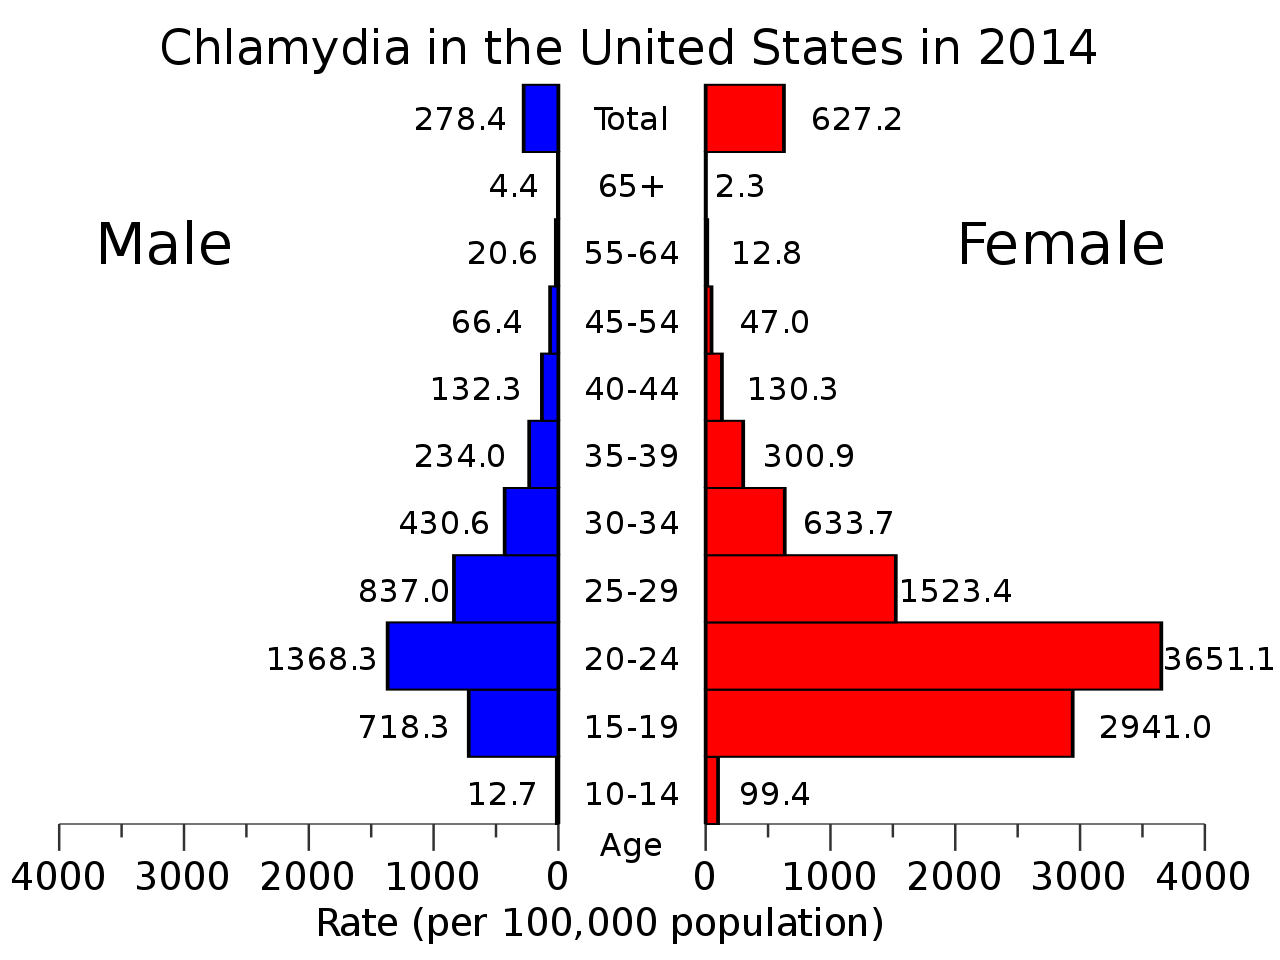 Chlamydia in the United States in 2014
278.4 Total 627.2
4.4 65+ 2.3
Male Female
20.6 55-64 12.8
66.4 45-54 47.0
132.3 40-44 130.3
234.0 35-39 300.9
430.6 30-34 633.7
837.0 25-29 1523.4
1368.3 20-24 3651.1
718.3 15-19 2941.0
12.7 10-14 99.4
Age
4000 3000 2000 1000 0 0 1000 2000 3000 4000
Rate (per 100,000 population)